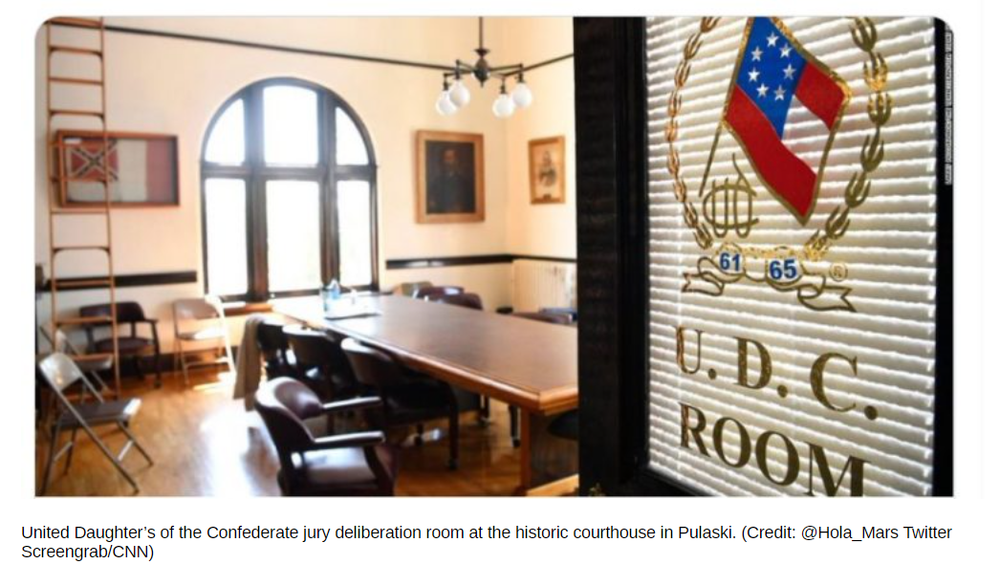 61 65
®
U.D.C.
ROOM
United Daughter’s of the Confederate jury deliberation room at the historic courthouse in Pulaski. (Credit: @Hola_Mars Twitter
Screengrab/CNN)